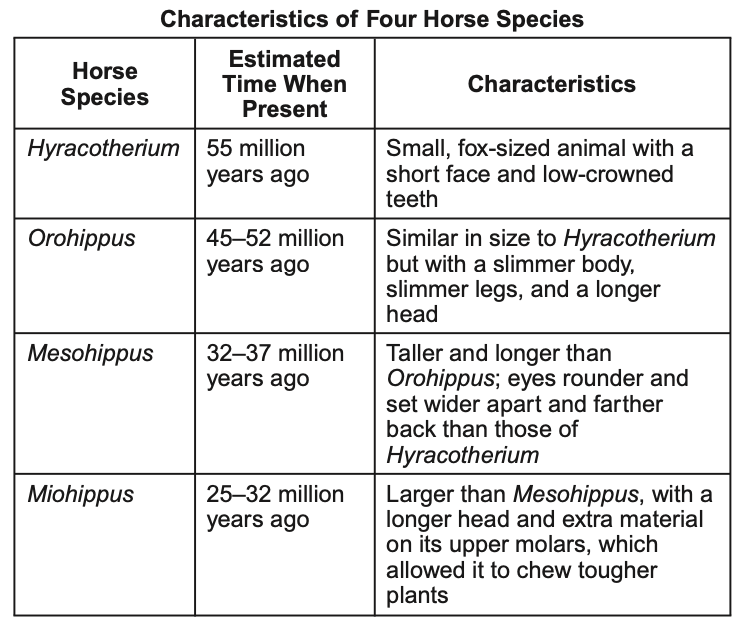 Characteristics of Four Horse Species
Horse
Species
Estimated
Time When
Present
Characteristics
Hyracotherium
55 million
years ago
Small, fox-sized animal with a
short face and low-crowned
teeth
Orohippus
45–52 million
years ago
Similar in size to Hyracotherium
but with a slimmer body,
slimmer legs, and a longer
head
Mesohippus
32–37 million
years ago
Taller and longer than
Orohippus; eyes rounder and
set wider apart and farther
back than those of
Hyracotherium
Miohippus
25–32 million
years ago
Larger than Mesohippus, with a
longer head and extra material
on its upper molars, which
allowed it to chew tougher
plants